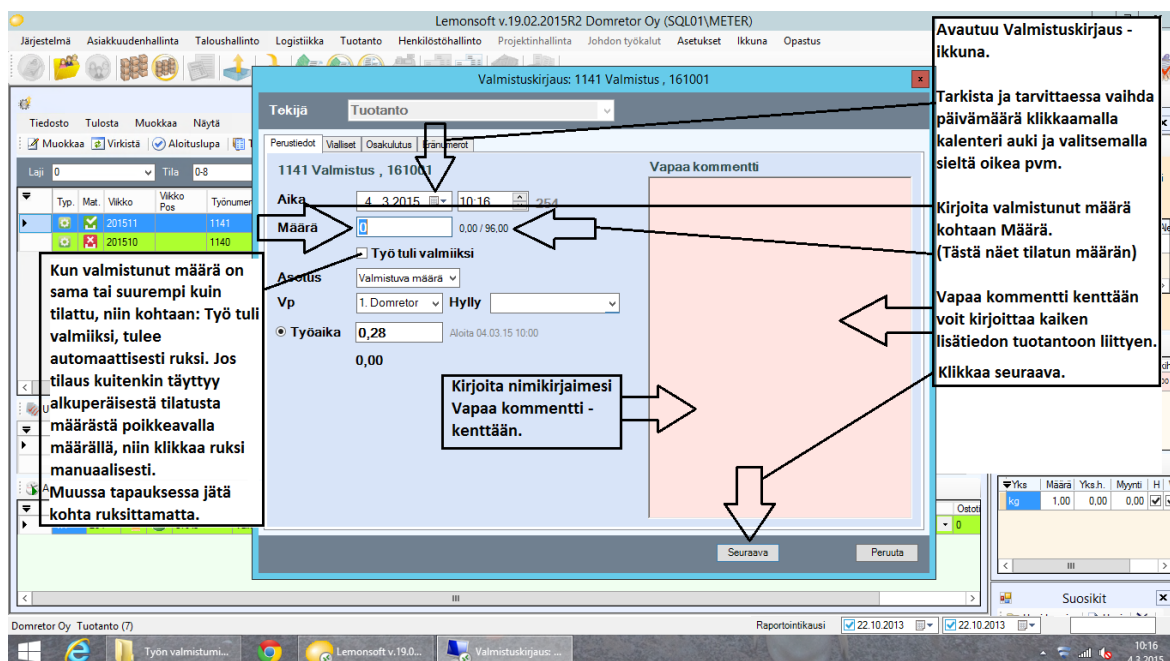 Lemonsoft v.19.02.2015R2 Domretor Oy (SQL01\METER)
Järjestelmä Asiakkuudenhallinta Taloushallinto Logistiikka Tuotanto Henkilöstöhallinto Projektinhallinta Johdon työkalut Asetukset Ikkuna Opastus
Valmistuskirjaus: 1141 Valmistus , 161001
Tekijä Tuotanto
Perustiedot Vialliset Osakulutus Eränumerot
1141 Valmistus , 161001
Vapaa kommentti
Aika 4. 3.2015 10:16 254
Määrä 0 0,00 / 96,00
Työ tuli valmiiksi
Asetus Valmistuva määrä
Vp 1. Domretor Hylly
Työaika 0,28 Aloita 04.03.15 10:00
0,00
Seuraava Peruuta
Tiedosto Tulosta Muokkaa Näytä
Muokkaa Virkistä Aloituslupa
Laji 0 Tila 0-8
Typ. Mat. Viikko Viikko Pos Työnumer
201511 1141
201510 1140
Kun valmistunut määrä on
sama tai suurempi kuin
tilattu, niin kohtaan: Työ tuli
valmiiksi, tulee
automaattisesti ruksi. Jos
tilaus kuitenkin täyttyy
alkuperäisestä tilatusta
määrästä poikkeavalla
määrällä, niin klikkaa ruksi
manuaalisesti.
Muussa tapauksessa jätä
kohta ruksittamatta.
Kirjoita nimikirjaimesi
Vapaa kommentti -
kenttään.
Avautuu Valmistuskirjaus -
ikkuna.
Tarkista ja tarvittaessa vaihda
päivämäärä klikkaamalla
kalenteri auki ja valitsemalla
sieltä oikea pvm.
Kirjoita valmistunut määrä
kohtaan Määrä.
(Tästä näet tilatun määrän)
Vapaa kommentti kenttään
voit kirjoittaa kaiken
lisätiedon tuotantoon liittyen.
Klikkaa seuraava.
Yks Määrä Yks.h. Myynti H
kg 1,00 0,00 0,00
Ostoti
0
Suosikit
Domretor Oy Tuotanto (7)
Raportointikausi 22.10.2013 22.10.2013
Työn valmistumi... Lemonsoft v.19.0... Valmistuskirjaus: ...
10:16
4.3.2015